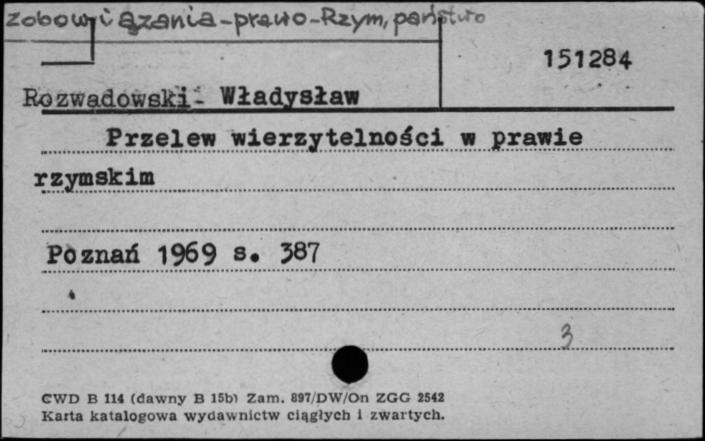 Zobowiązania-prawo-Rzym, państwo
151284
Rozwadowski- Władysław
Przelew wierzytelności w prawie
rzymskim
Poznań 1969 s. 387
3
CWD B 114 (dawny B 15b) Zam. 897/DW/On ZGG 2542
Karta katalogowa wydawnictw ciągłych i zwartych.